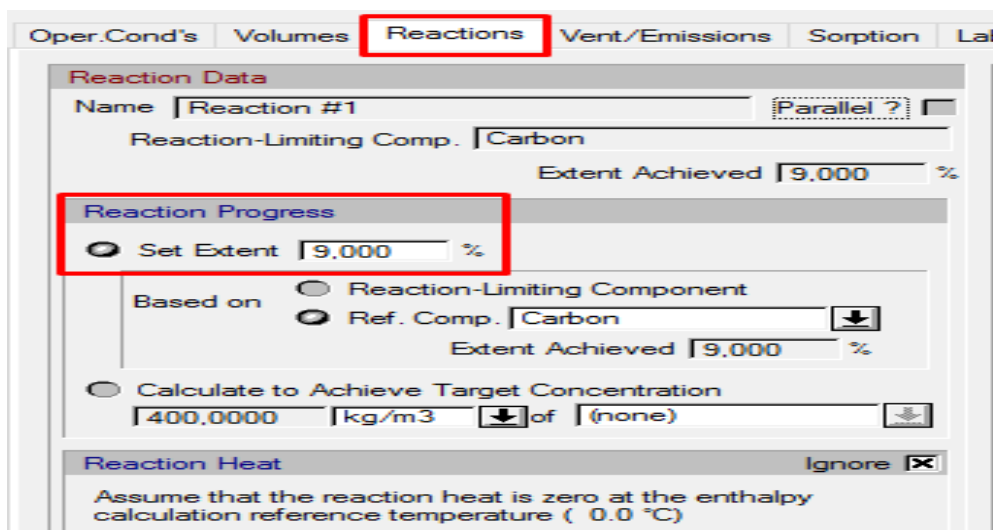 Oper.Cond's Volumes Reactions Vent/Emissions Sorption
Reaction Data
Name Reaction #1 Parallel ?
Reaction-Limiting Comp. Carbon
Extent Achieved 9,000 %
Reaction Progress
Set Extent 9,000 %
Based on Reaction-Limiting Component
Ref. Comp. Carbon
Extent Achieved 9,000 %
Calculate to Achieve Target Concentration
400,0000 kg/m3 of (none)
Reaction Heat Ignore
Assume that the reaction heat is zero at the enthalpy
calculation reference temperature ( 0.0 °C)